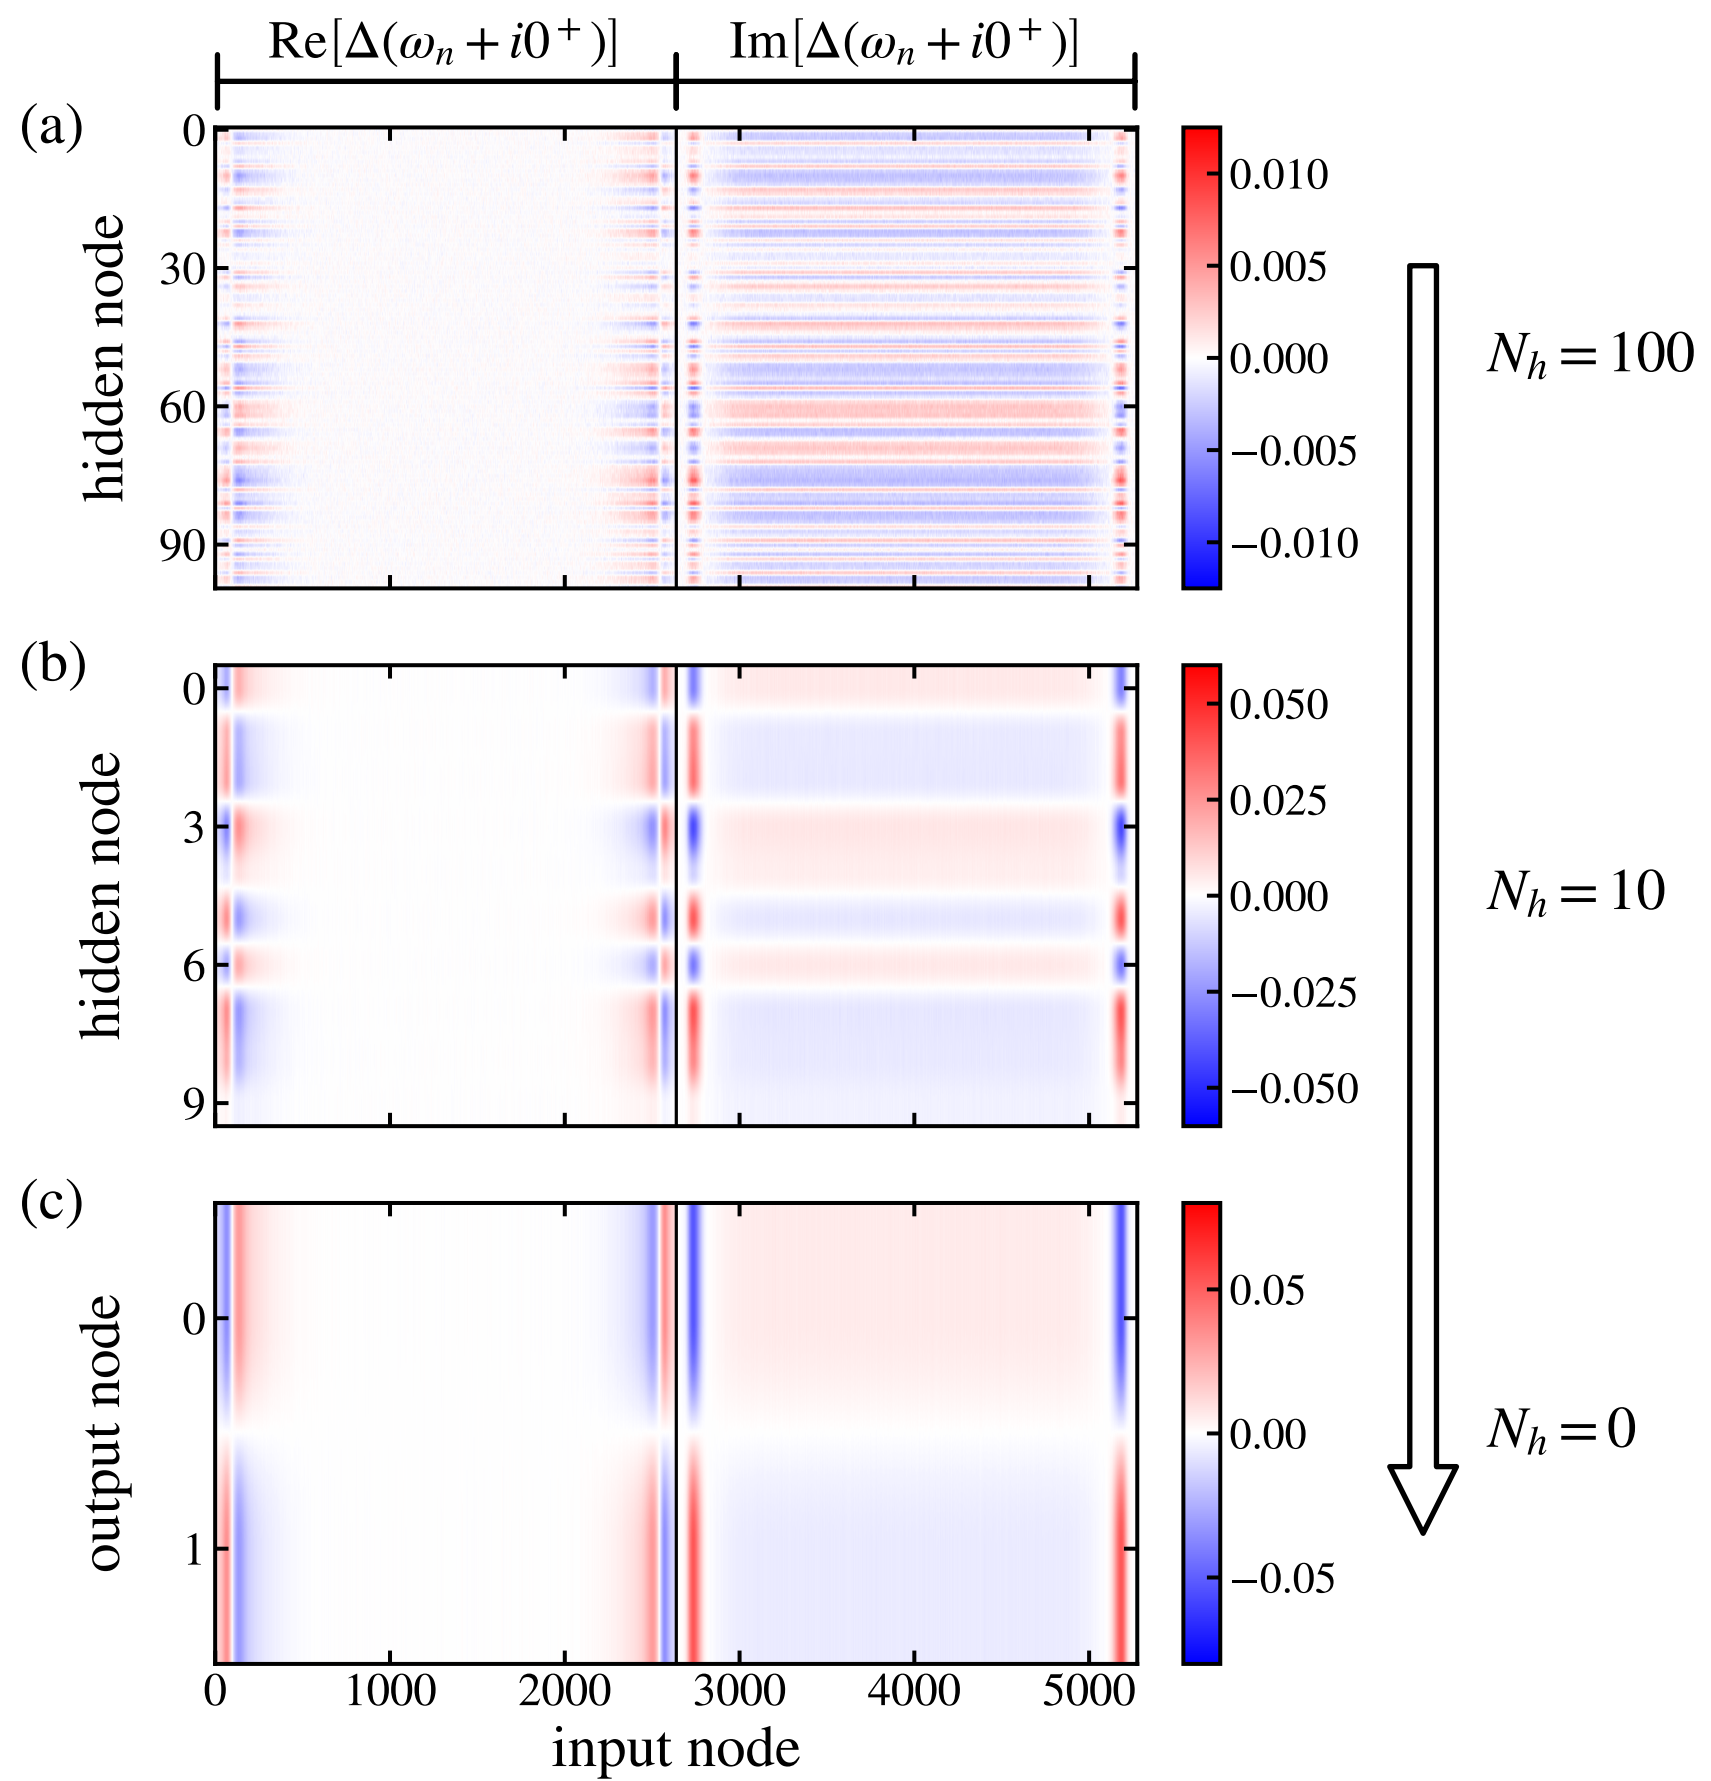 Re[Δ(ωₙ + i0⁺)] Im[Δ(ωₙ + i0⁺)]
(a)
hidden node
0
30
60
90
0.010
0.005
0.000
−0.005
−0.010
N_h = 100
(b)
hidden node
0
3
6
9
0.050
0.025
0.000
−0.025
−0.050
N_h = 10
(c)
output node
0
1
0.05
0.00
−0.05
N_h = 0
0 1000 2000 3000 4000 5000
input node